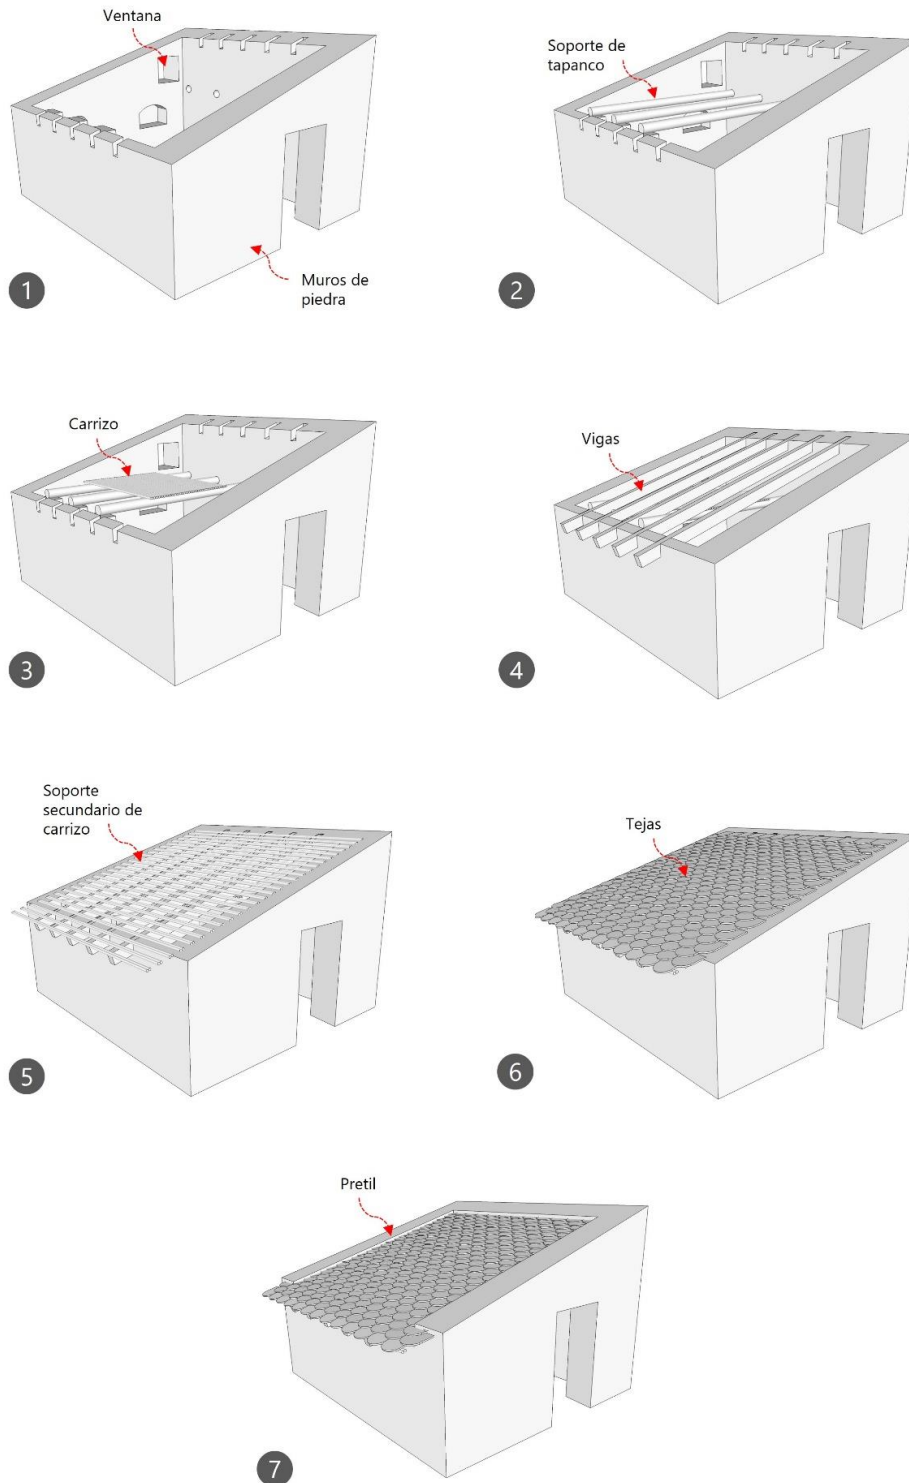 Ventana
Muros de
piedra
1
Soporte de
tapanco
2
Carrizo
3
Vigas
4
Soporte
secundario de
carrizo
5
Tejas
6
Pretil
7